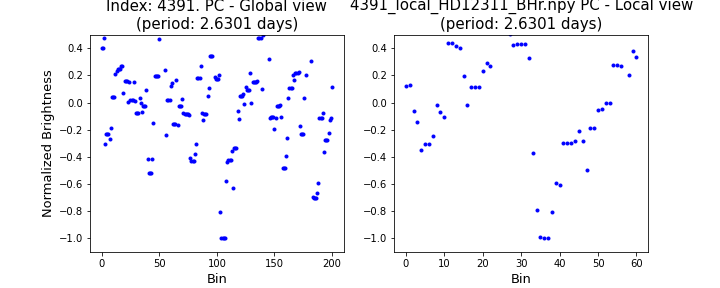 Index: 4391. PC - Global view
(period: 2.6301 days)
4391_local_HD12311_BHr.npy PC - Local view
(period: 2.6301 days)
Normalized Brightness
0.4
0.2
0.0
−0.2
−0.4
−0.6
−0.8
−1.0
0 50 100 150 200
Bin
0.4
0.2
0.0
−0.2
−0.4
−0.6
−0.8
−1.0
0 10 20 30 40 50 60
Bin